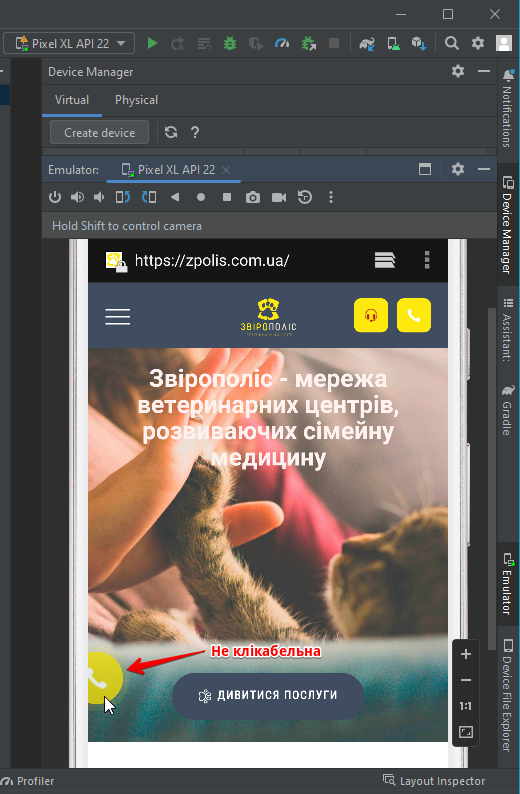 Pixel XL API 22
Device Manager
Virtual
Physical
Create device
?
Emulator:
Pixel XL API 22
Hold Shift to control camera
https://zpolis.com.ua/
ЗВІРОПОЛІС
Звірополіс - мережа
ветеринарних центрів,
розвиваючих сімейну
медицину
Не клікабельна
ДИВИТИСЯ ПОСЛУГИ
1:1
Notifications
Device Manager
Assistant:
Gradle
Emulator
Device File Explorer
Profiler
Layout Inspector